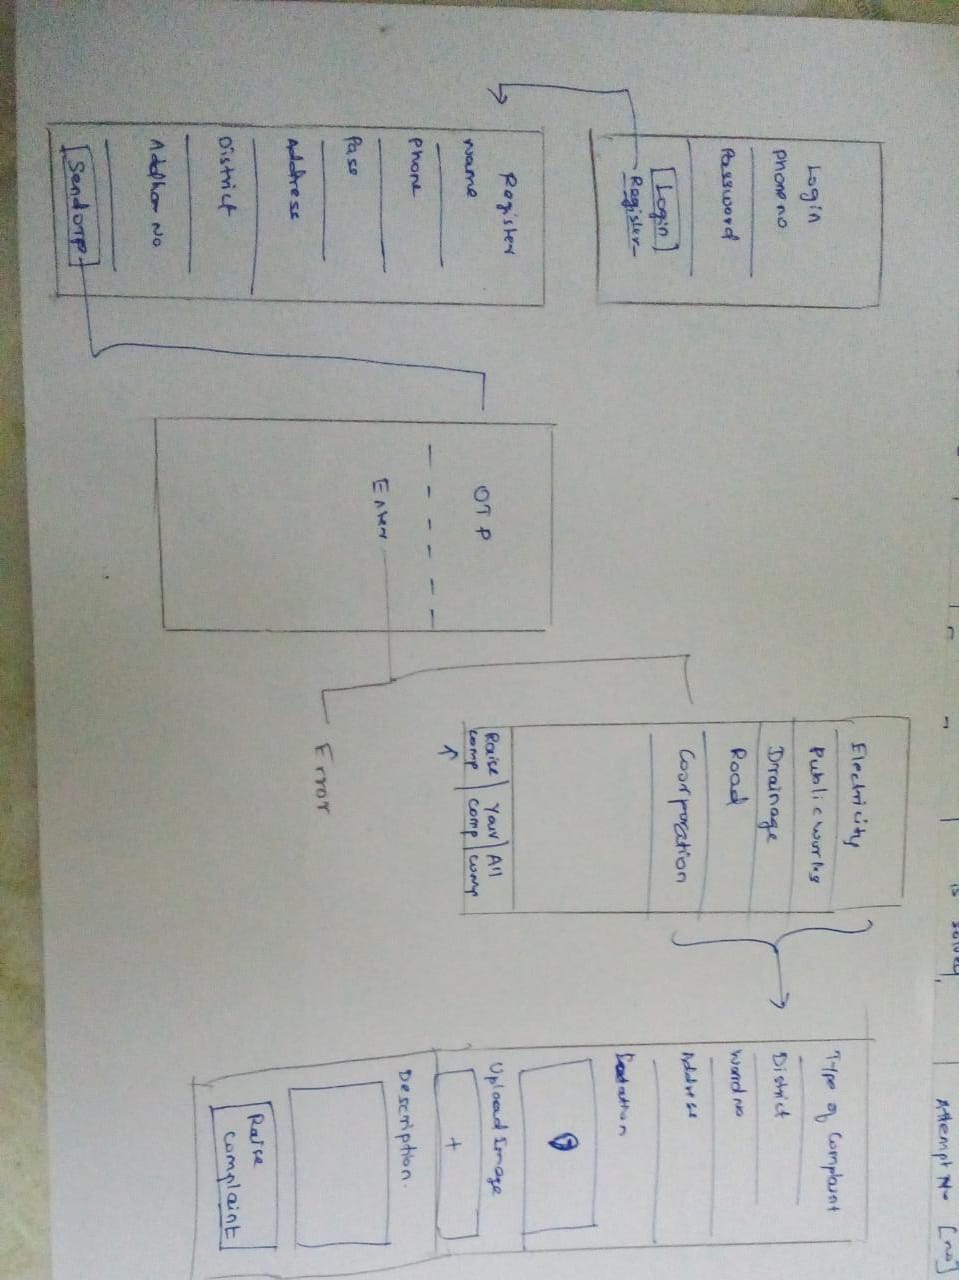 is solved,
Attempt No [no]
Login
Phone no
Password
Login
Register
Register
Name
Phone
Pass
Address
District
Addhar No
Send OTP
OTP
Enter
Error
Electricity
Public works
Drainage
Road
Coorporation
Raise comp
Your comp
All comp
Type of Complaint
District
Ward No
Address
Location
Upload Image
+
Description.
Raise
complaint